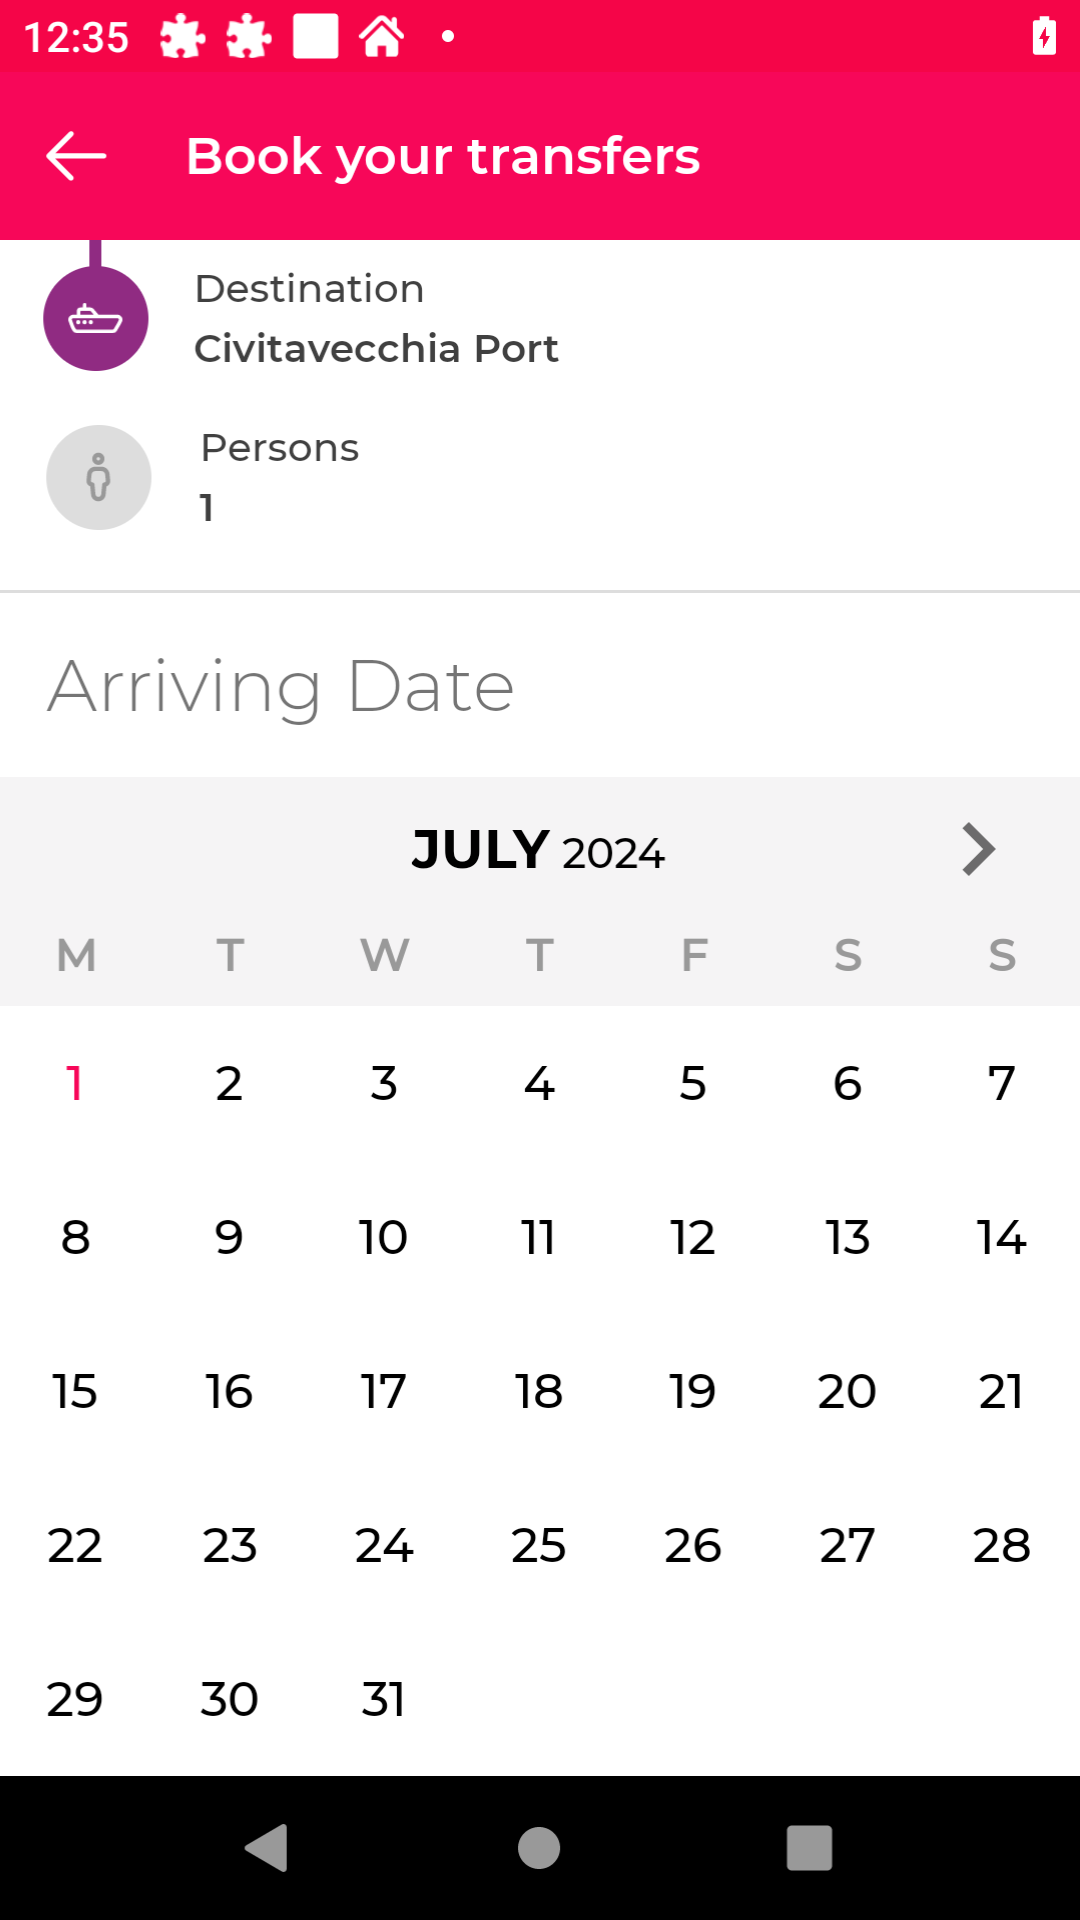 12:35
Book your transfers
Destination
Civitavecchia Port
Persons
1
Arriving Date
JULY 2024
M T W T F S S
1 2 3 4 5 6 7
8 9 10 11 12 13 14
15 16 17 18 19 20 21
22 23 24 25 26 27 28
29 30 31